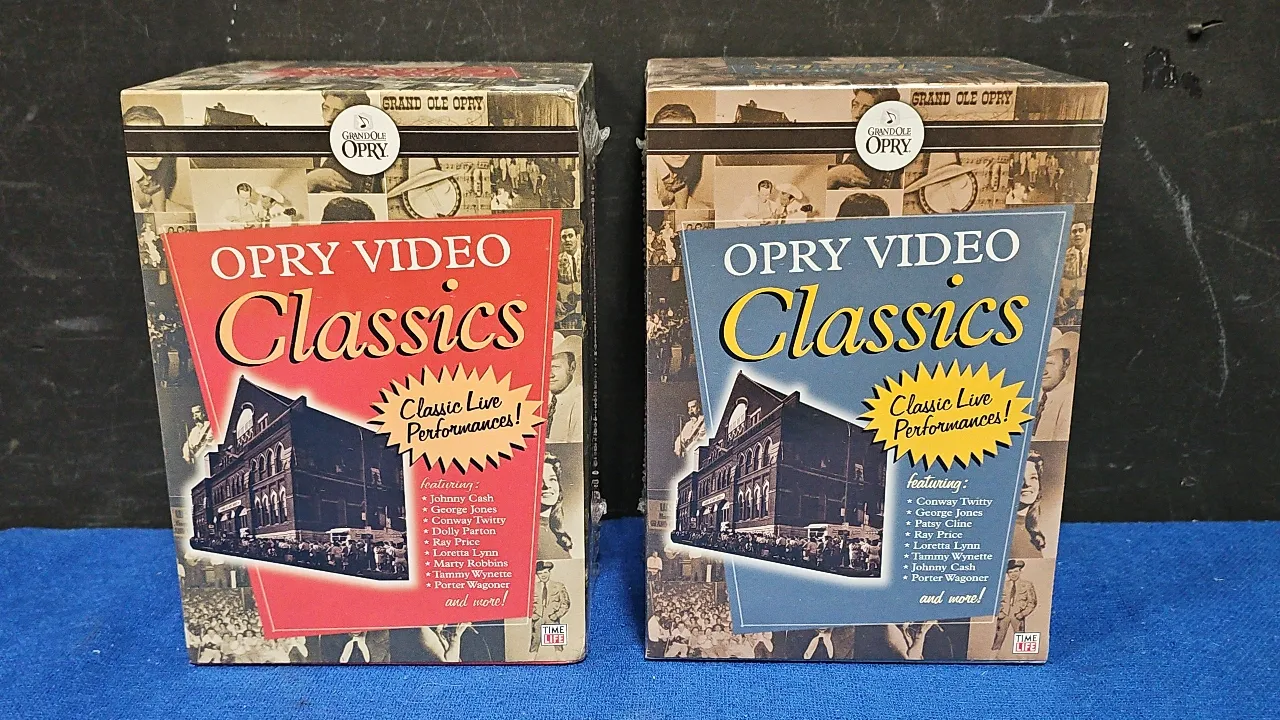 GRAND OLE OPRY
GRAND OLE
OPRY
OPRY VIDEO
Classics
Classic Live
Performances!
featuring:
★ Johnny Cash
★ George Jones
★ Conway Twitty
★ Dolly Parton
★ Ray Price
★ Loretta Lynn
★ Marty Robbins
★ Tammy Wynette
★ Porter Wagoner
and more!
TIME
LIFE
GRAND OLE OPRY
GRAND OLE
OPRY
OPRY VIDEO
Classics
Classic Live
Performances!
featuring:
★ Conway Twitty
★ George Jones
★ Patsy Cline
★ Ray Price
★ Loretta Lynn
★ Tammy Wynette
★ Johnny Cash
★ Porter Wagoner
and more!
TIME
LIFE